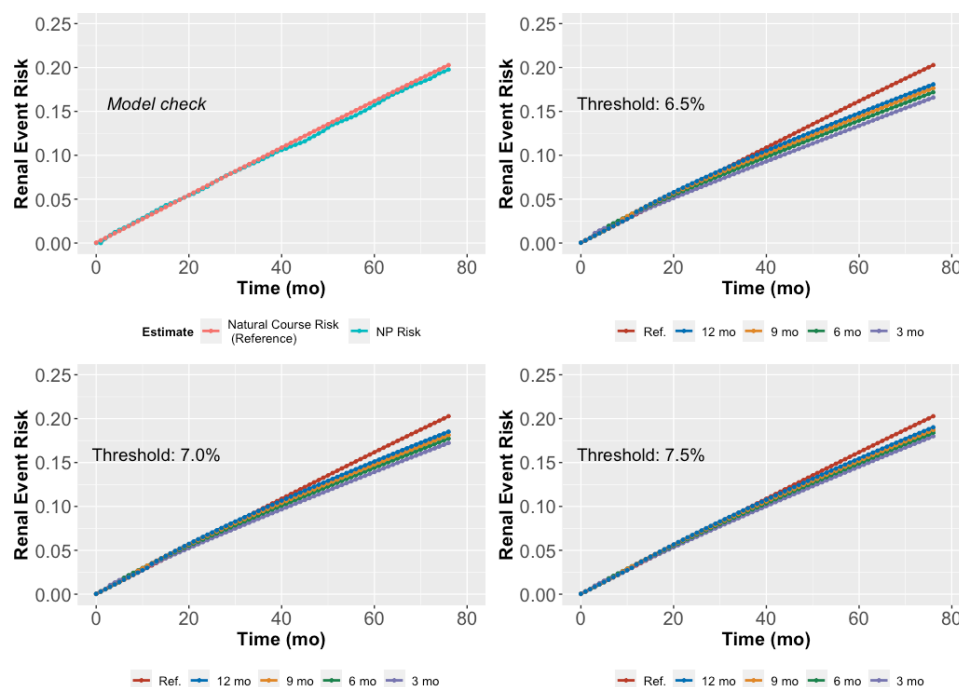 Renal Event Risk
0.25
0.20
0.15
0.10
0.05
0.00
Model check
0 20 40 60 80
Time (mo)
Estimate Natural Course Risk
(Reference) NP Risk
Renal Event Risk
0.25
0.20
0.15
0.10
0.05
0.00
Threshold: 6.5%
0 20 40 60 80
Time (mo)
Ref. 12 mo 9 mo 6 mo 3 mo
Renal Event Risk
0.25
0.20
0.15
0.10
0.05
0.00
Threshold: 7.0%
0 20 40 60 80
Time (mo)
Ref. 12 mo 9 mo 6 mo 3 mo
Renal Event Risk
0.25
0.20
0.15
0.10
0.05
0.00
Threshold: 7.5%
0 20 40 60 80
Time (mo)
Ref. 12 mo 9 mo 6 mo 3 mo